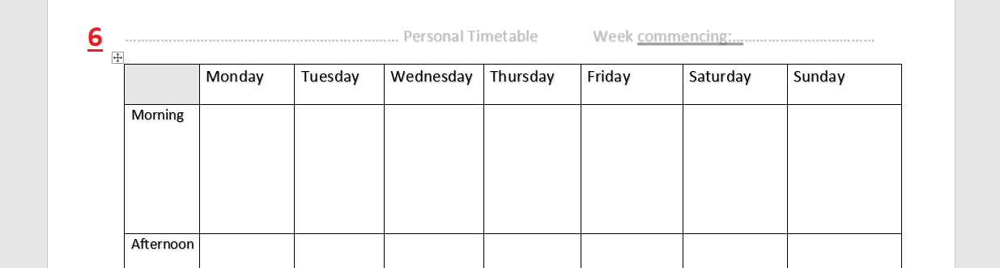 6 ........................................................................ Personal Timetable Week commencing:......................................
Monday Tuesday Wednesday Thursday Friday Saturday Sunday
Morning
Afternoon